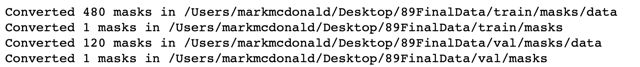 Converted 480 masks in /Users/markmcdonald/Desktop/89FinalData/train/masks/data
Converted 1 masks in /Users/markmcdonald/Desktop/89FinalData/train/masks
Converted 120 masks in /Users/markmcdonald/Desktop/89FinalData/val/masks/data
Converted 1 masks in /Users/markmcdonald/Desktop/89FinalData/val/masks